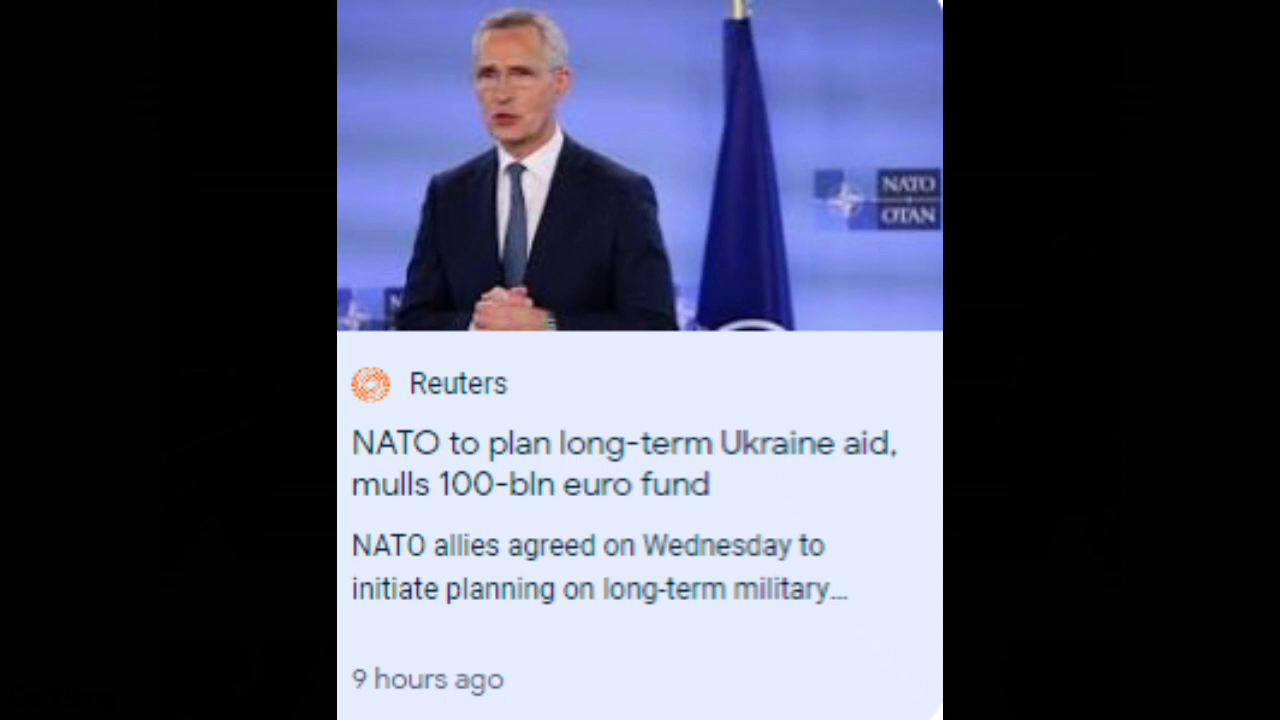 NATO
OTAN
N
Reuters
NATO to plan long-term Ukraine aid,
mulls 100-bln euro fund
NATO allies agreed on Wednesday to
initiate planning on long-term military...
9 hours ago